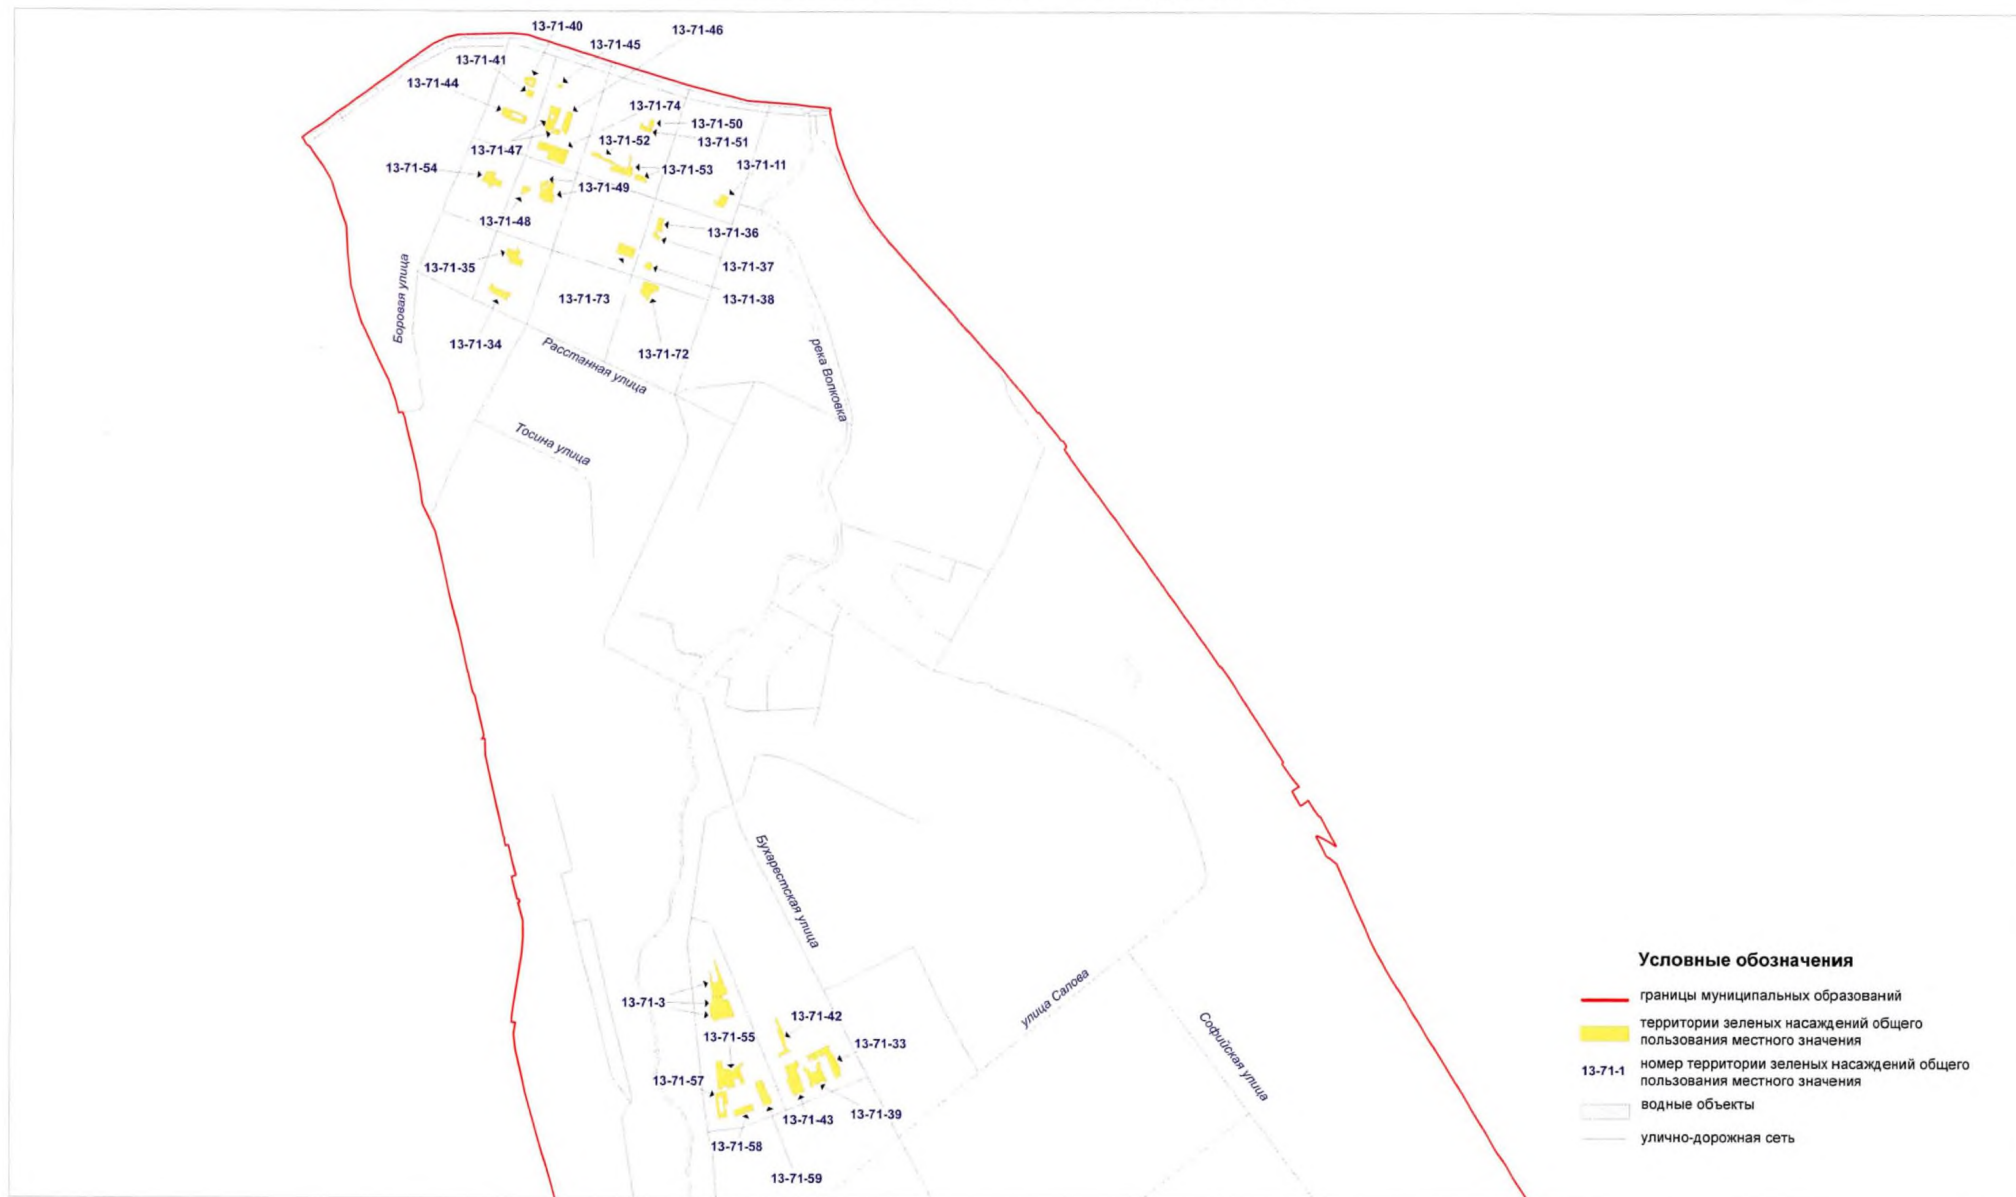 13-71-40
13-71-46
13-71-45
13-71-41
13-71-44
13-71-74
13-71-50
13-71-52
13-71-51
13-71-47
13-71-11
13-71-54
13-71-53
13-71-49
13-71-48
13-71-36
13-71-35
13-71-37
13-71-73
13-71-38
13-71-34
13-71-72
Боровая улица
Расстанная улица
река Волковка
Тосина улица
Бухарестская улица
13-71-3
13-71-42
13-71-55
13-71-33
13-71-57
13-71-43
13-71-39
13-71-58
13-71-59
улица Салова
Софийская улица
Условные обозначения
границы муниципальных образований
территории зеленых насаждений общего
пользования местного значения
13-71-1
номер территории зеленых насаждений общего
пользования местного значения
водные объекты
улично-дорожная сеть